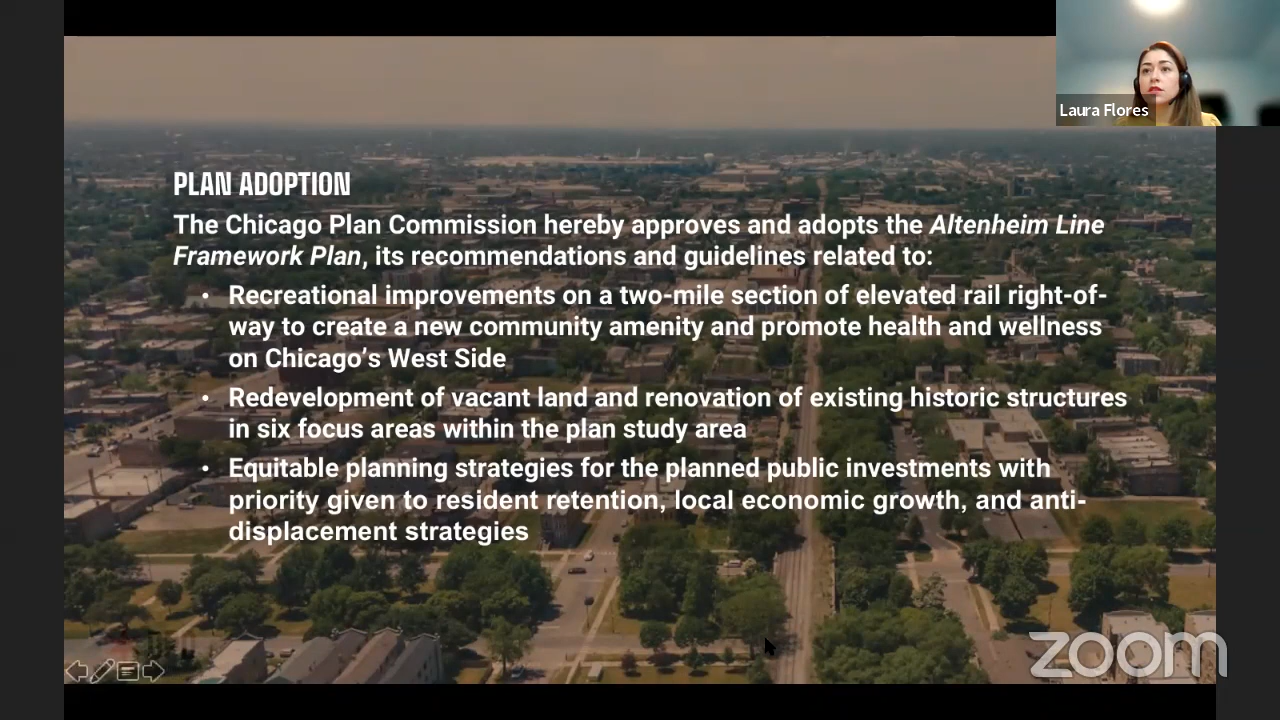 Laura Flores
PLAN ADOPTION
The Chicago Plan Commission hereby approves and adopts the Altenheim Line
Framework Plan, its recommendations and guidelines related to:
• Recreational improvements on a two-mile section of elevated rail right-of-
way to create a new community amenity and promote health and wellness
on Chicago’s West Side
• Redevelopment of vacant land and renovation of existing historic structures
in six focus areas within the plan study area
• Equitable planning strategies for the planned public investments with
priority given to resident retention, local economic growth, and anti-
displacement strategies
zoom